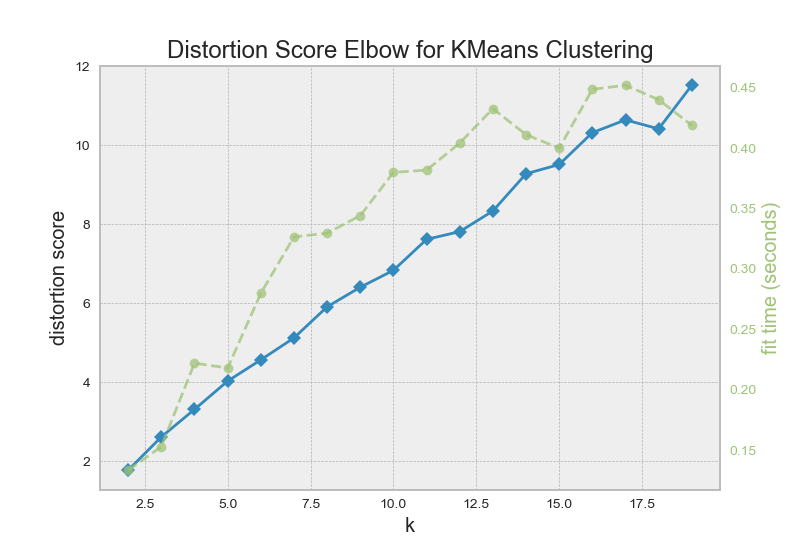 Distortion Score Elbow for KMeans Clustering
12
10
8
6
4
2
distortion score
0.45
0.40
0.35
0.30
0.25
0.20
0.15
fit time (seconds)
2.5 5.0 7.5 10.0 12.5 15.0 17.5
k